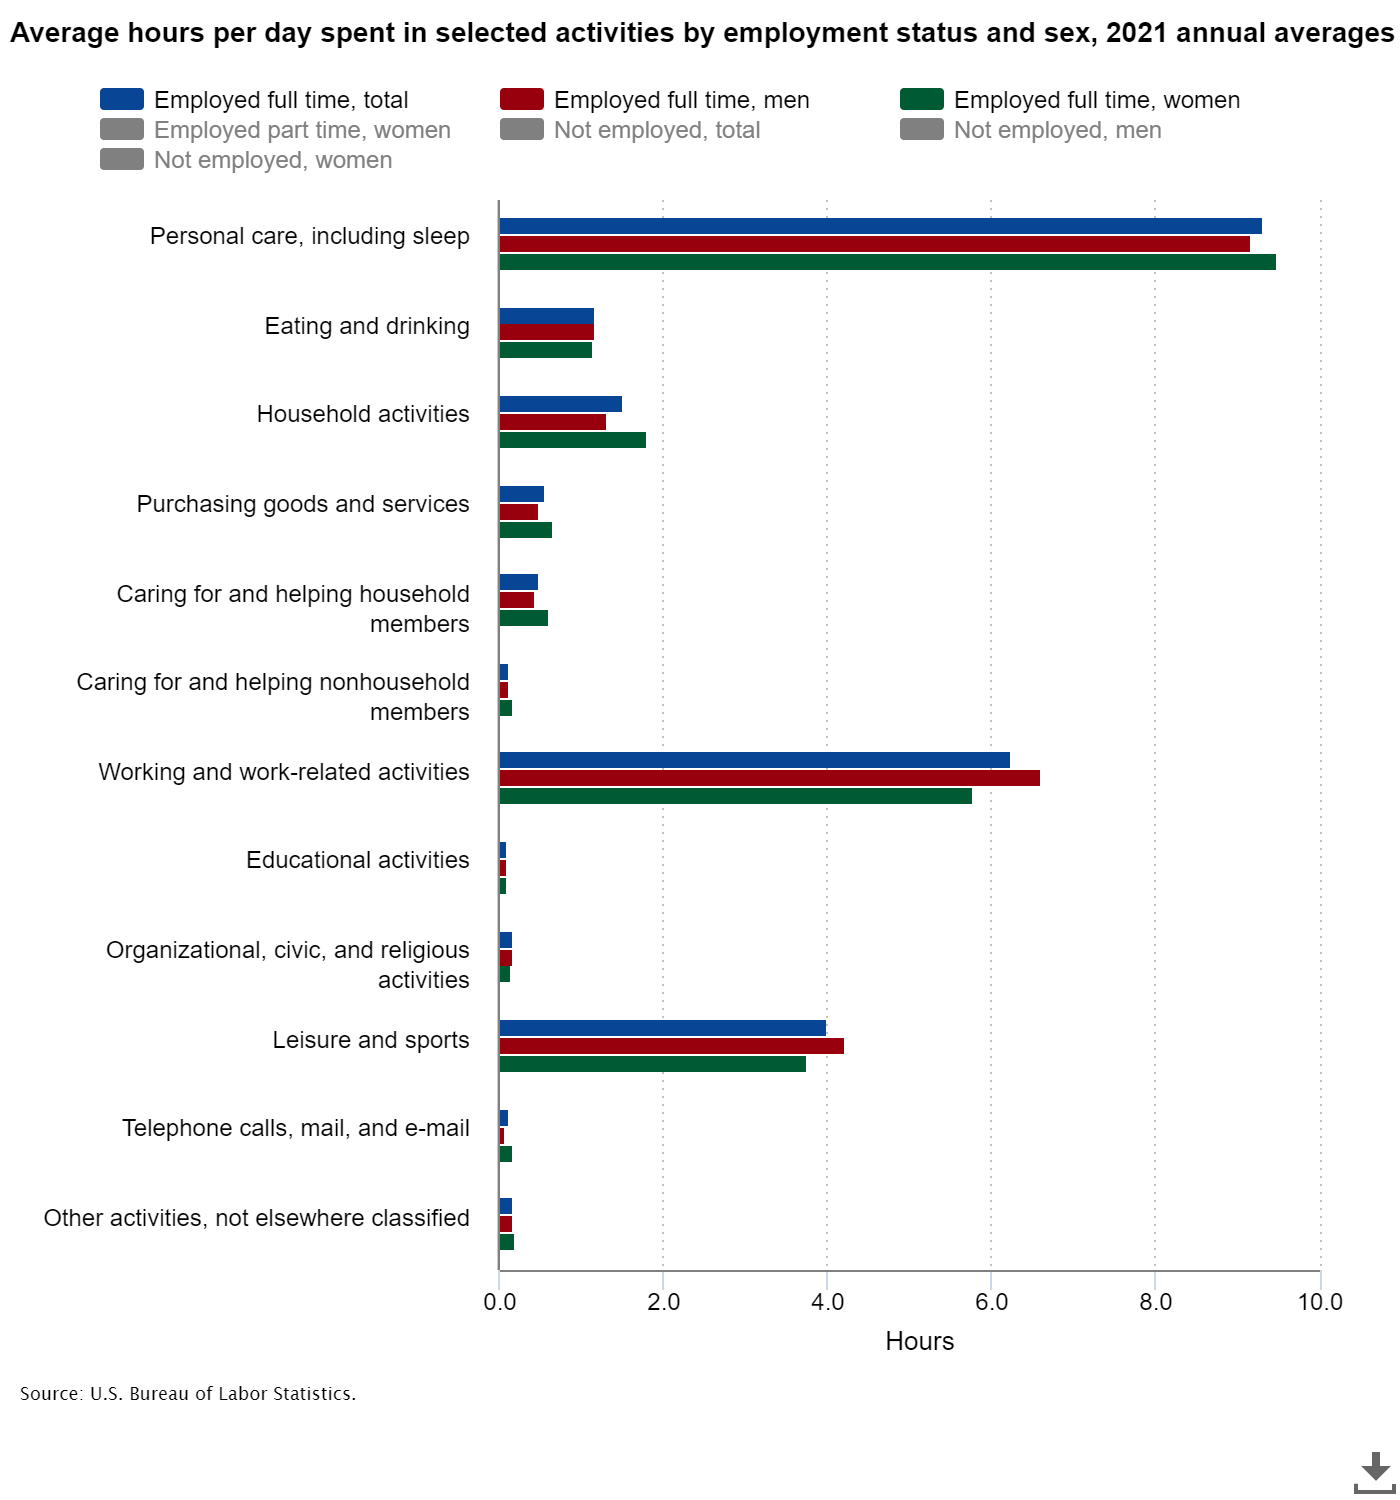 Average hours per day spent in selected activities by employment status and sex, 2021 annual averages
Employed full time, total
Employed full time, men
Employed full time, women
Employed part time, women
Not employed, total
Not employed, men
Not employed, women
Personal care, including sleep
Eating and drinking
Household activities
Purchasing goods and services
Caring for and helping household
members
Caring for and helping nonhousehold
members
Working and work-related activities
Educational activities
Organizational, civic, and religious
activities
Leisure and sports
Telephone calls, mail, and e-mail
Other activities, not elsewhere classified
0.0 2.0 4.0 6.0 8.0 10.0
Hours
Source: U.S. Bureau of Labor Statistics.